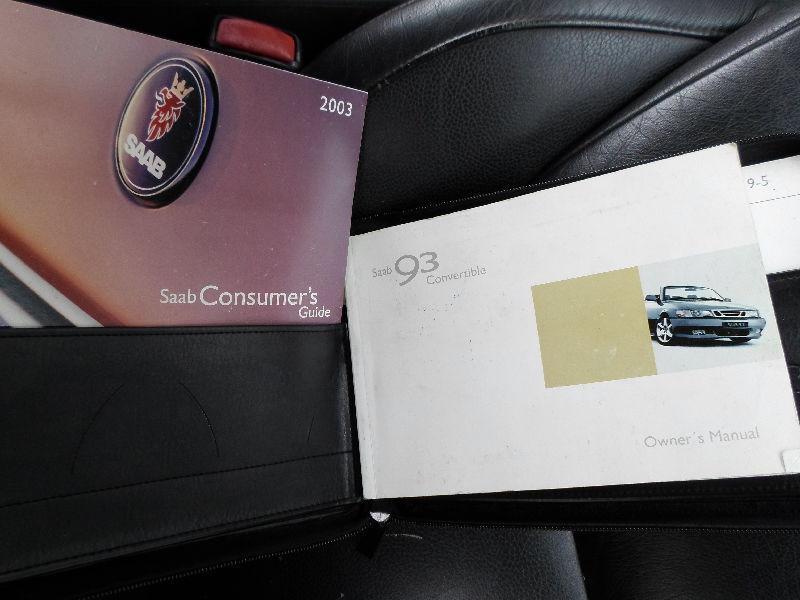 2003
SAAB
Saab Consumer's
Guide
Saab 93
Convertible
Owner's Manual
9-5